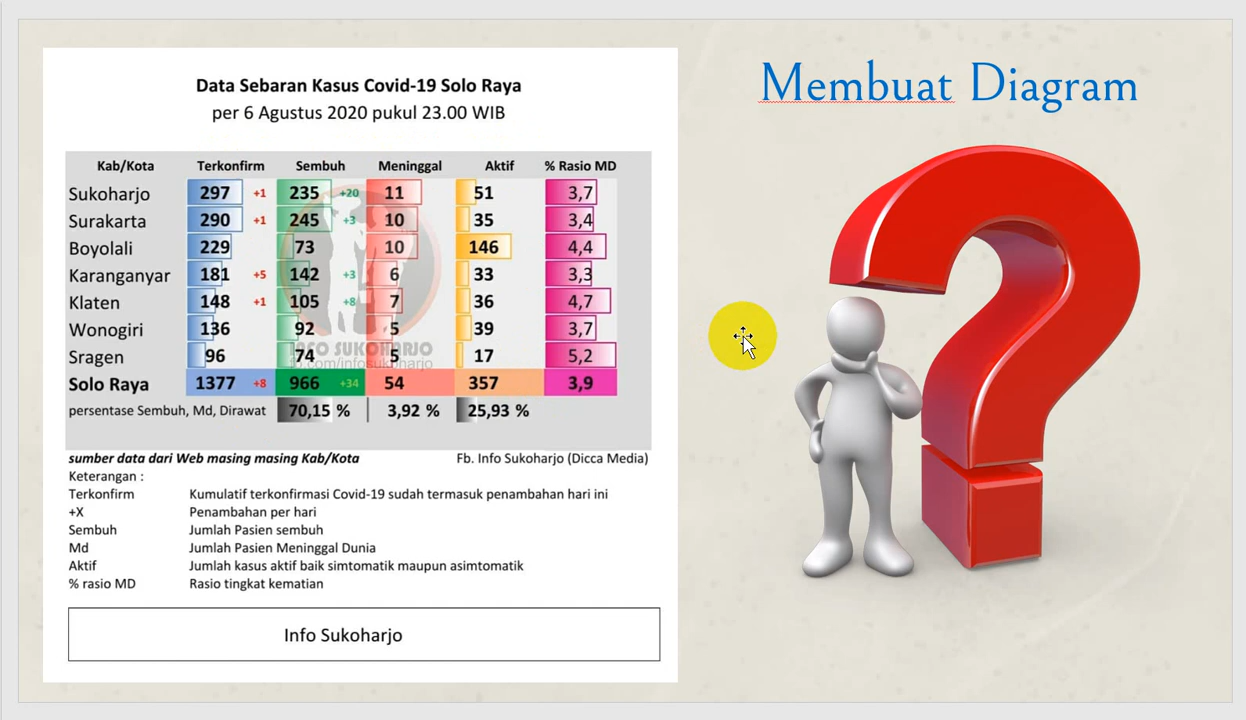 Membuat Diagram
Data Sebaran Kasus Covid-19 Solo Raya
per 6 Agustus 2020 pukul 23.00 WIB
Kab/Kota Terkonfirm Sembuh Meninggal Aktif % Rasio MD
Sukoharjo 297 +1 235 +20 11 51 3,7
Surakarta 290 +1 245 +3 10 35 3,4
Boyolali 229 73 10 146 4,4
Karanganyar 181 +5 142 +3 6 33 3,3
Klaten 148 +1 105 +8 7 36 4,7
Wonogiri 136 92 5 39 3,7
Sragen 96 74 5 17 5,2
Solo Raya 1377 +8 966 +34 54 357 3,9
persentase Sembuh, Md, Dirawat 70,15 % 3,92 % 25,93 %
INFO SUKOHARJO
fb.com/infosukoharjo
sumber data dari Web masing masing Kab/Kota Fb. Info Sukoharjo (Dicca Media)
Keterangan :
Terkonfirm Kumulatif terkonfirmasi Covid-19 sudah termasuk penambahan hari ini
+X Penambahan per hari
Sembuh Jumlah Pasien sembuh
Md Jumlah Pasien Meninggal Dunia
Aktif Jumlah kasus aktif baik simtomatik maupun asimtomatik
% rasio MD Rasio tingkat kematian
Info Sukoharjo